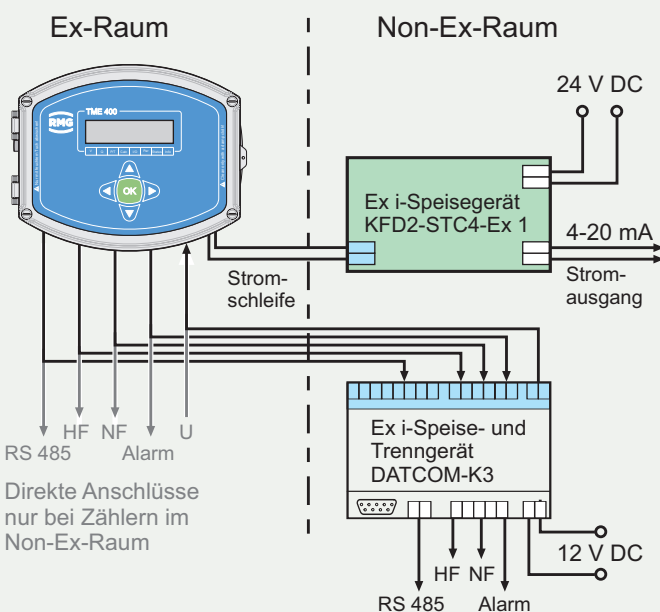 Ex-Raum
Non-Ex-Raum
24 V DC
RMG
TME 400
OK
Ex i-Speisegerät
KFD2-STC4-Ex 1
4-20 mA
Strom-
ausgang
Strom-
schleife
HF NF U
RS 485 Alarm
Direkte Anschlüsse
nur bei Zählern im
Non-Ex-Raum
Ex i-Speise- und
Trenngerät
DATCOM-K3
12 V DC
HF NF
RS 485 Alarm